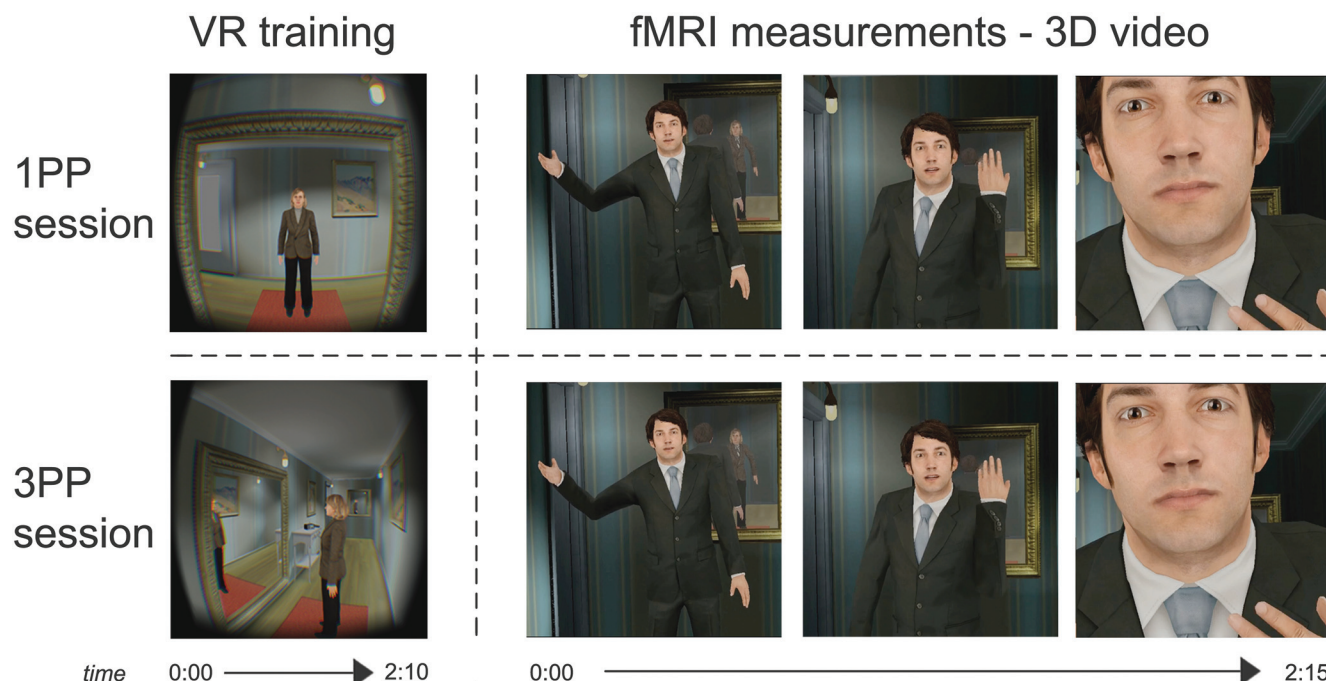 VR training
fMRI measurements - 3D video
1PP
session
3PP
session
time 0:00 2:10 0:00 2:15